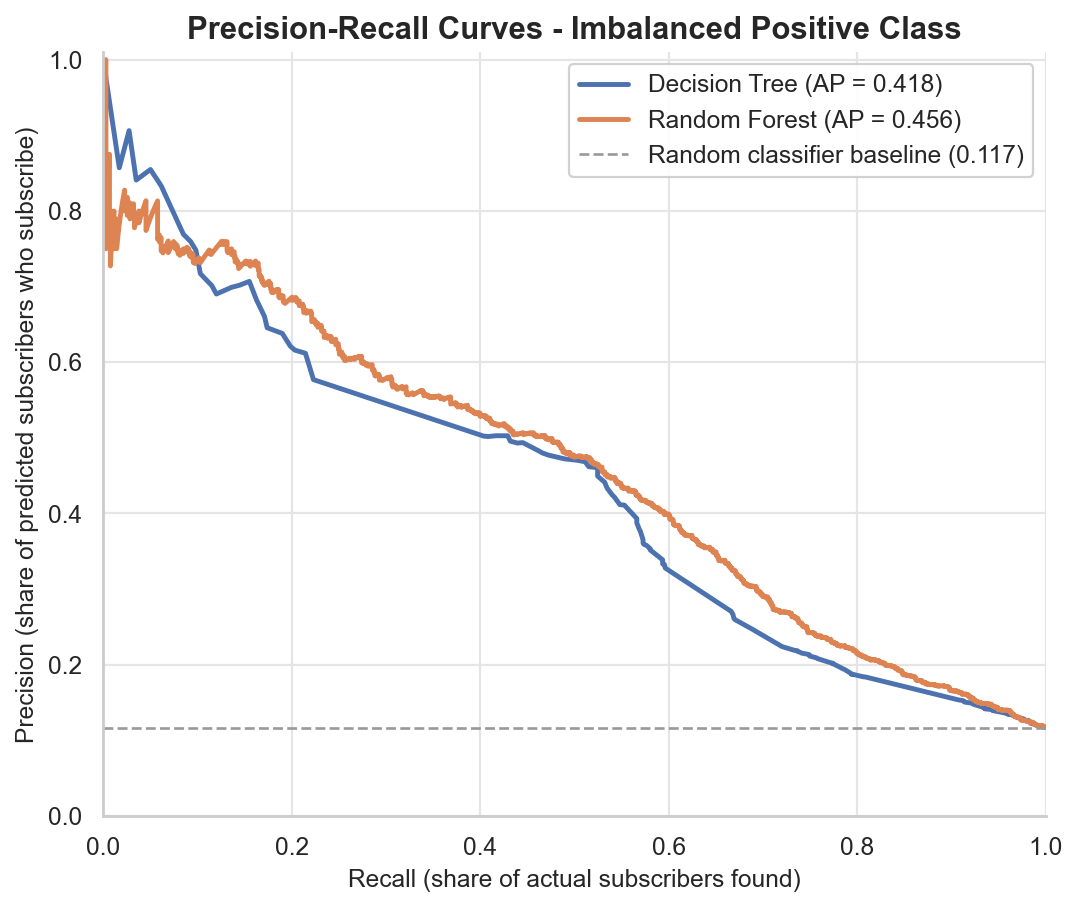 Precision-Recall Curves - Imbalanced Positive Class
Decision Tree (AP = 0.418)
Random Forest (AP = 0.456)
Random classifier baseline (0.117)
Precision (share of predicted subscribers who subscribe)
1.0
0.8
0.6
0.4
0.2
0.0
0.0 0.2 0.4 0.6 0.8 1.0
Recall (share of actual subscribers found)